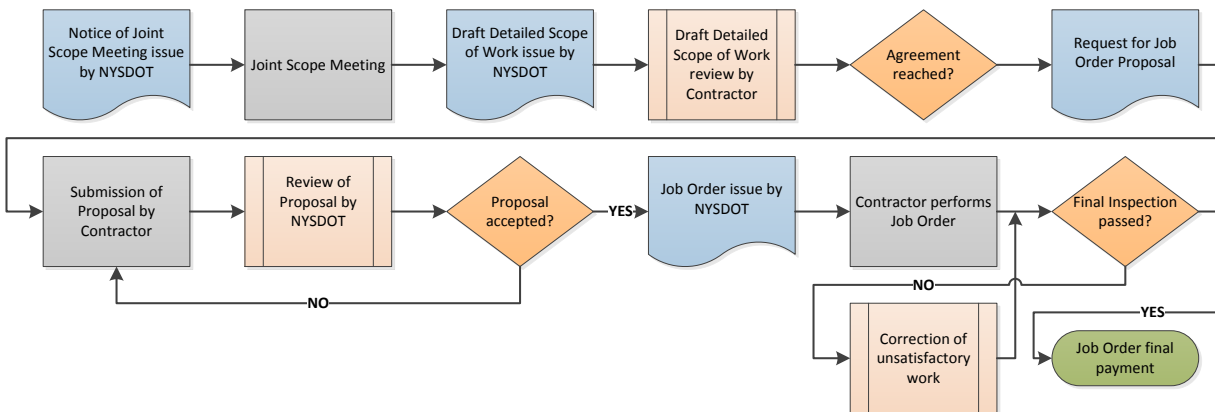 Notice of Joint
Scope Meeting issue
by NYSDOT
Joint Scope Meeting
Draft Detailed Scope
of Work issue by
NYSDOT
Draft Detailed
Scope of Work
review by
Contractor
Agreement
reached?
Request for Job
Order Proposal
Submission of
Proposal by
Contractor
Review of
Proposal by
NYSDOT
Proposal
accepted?
YES
Job Order issue by
NYSDOT
Contractor performs
Job Order
Final Inspection
passed?
NO
NO
Correction of
unsatisfactory
work
YES
Job Order final
payment